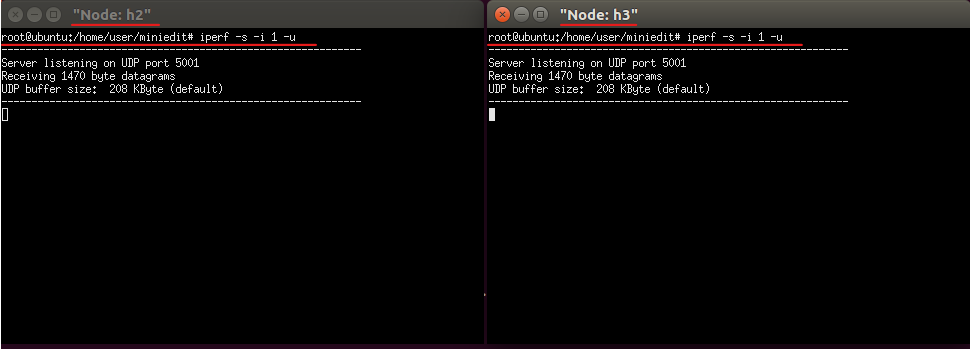 "Node: h2"
root@ubuntu:/home/user/miniedit# iperf -s -i 1 -u
------------------------------------------------------------
Server listening on UDP port 5001
Receiving 1470 byte datagrams
UDP buffer size:  208 KByte (default)
------------------------------------------------------------
"Node: h3"
root@ubuntu:/home/user/miniedit# iperf -s -i 1 -u
------------------------------------------------------------
Server listening on UDP port 5001
Receiving 1470 byte datagrams
UDP buffer size:  208 KByte (default)
------------------------------------------------------------